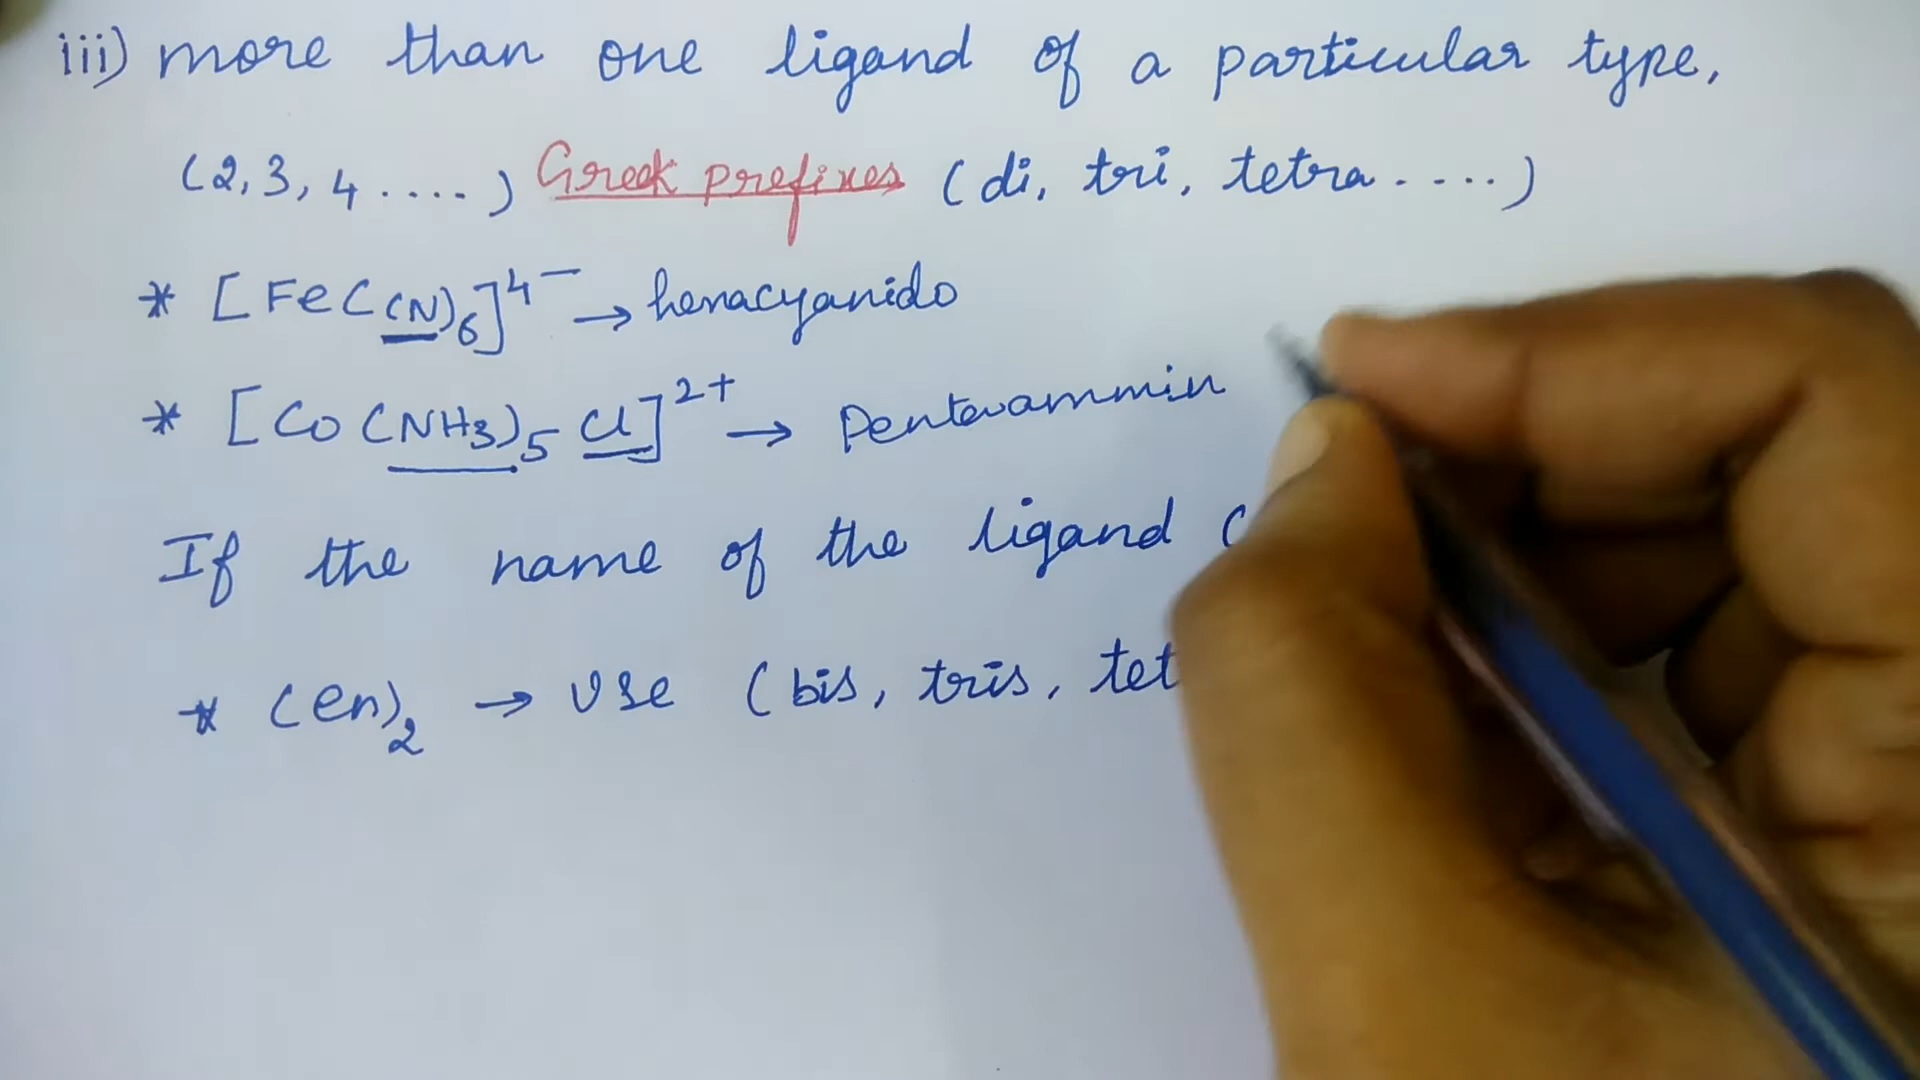 iii) more than one ligand of a particular type,
(2, 3, 4 ....) Greek prefixes (di, tri, tetra ....)
* [Fe(CN)6]4- → hexacyanido
* [Co(NH3)5 Cl]2+ → Pentaammin
If the name of the ligand (
* (en)2 → Use (bis, tris, tet